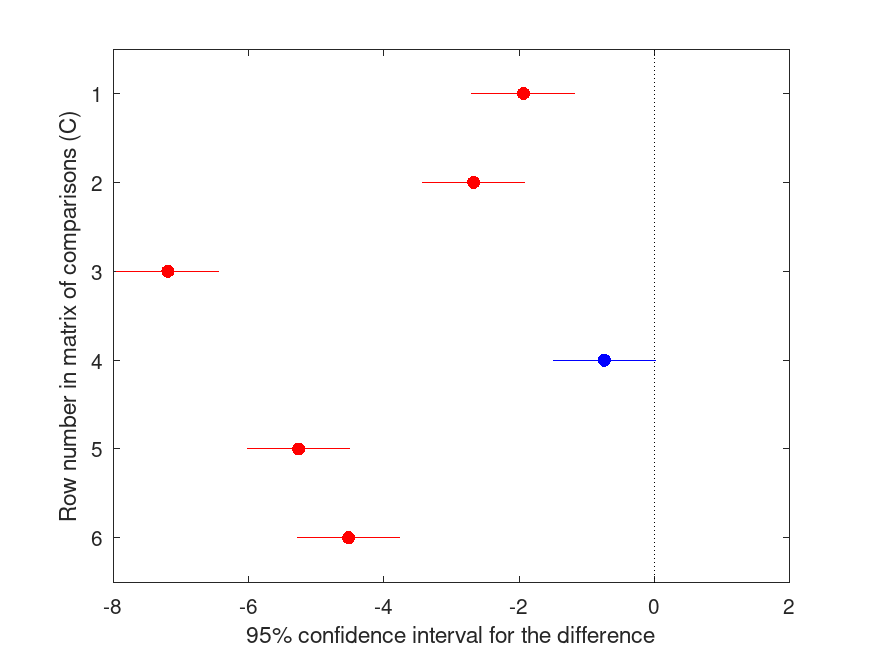 Row number in matrix of comparisons (C)
1
2
3
4
5
6
-8 -6 -4 -2 0 2
95% confidence interval for the difference